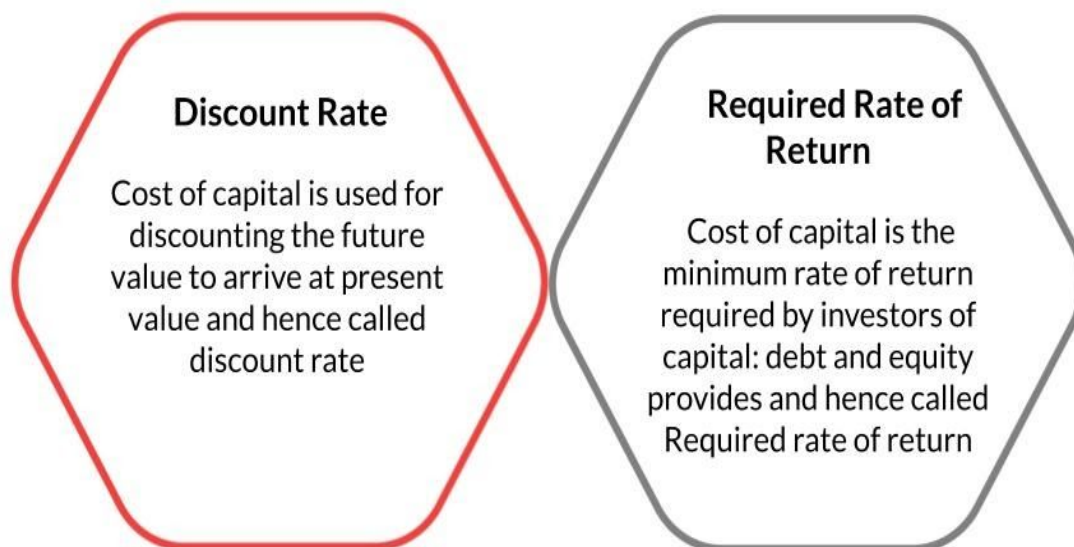 Discount Rate
Cost of capital is used for
discounting the future
value to arrive at present
value and hence called
discount rate
Required Rate of
Return
Cost of capital is the
minimum rate of return
required by investors of
capital: debt and equity
provides and hence called
Required rate of return